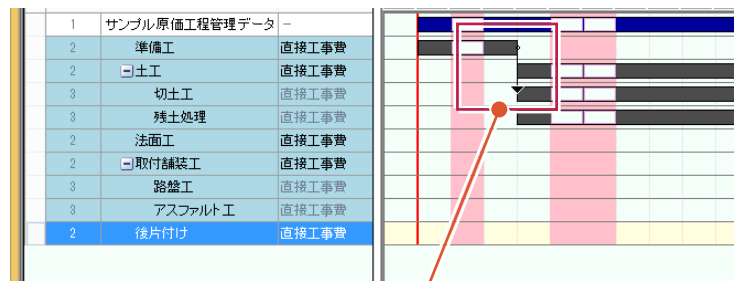 1 サンプル原価工程管理データ －
2 準備工 直接工事費
2 土工 直接工事費
3 切土工 直接工事費
3 残土処理 直接工事費
2 法面工 直接工事費
2 取付舗装工 直接工事費
3 路盤工 直接工事費
3 アスファルト工 直接工事費
2 後片付け 直接工事費